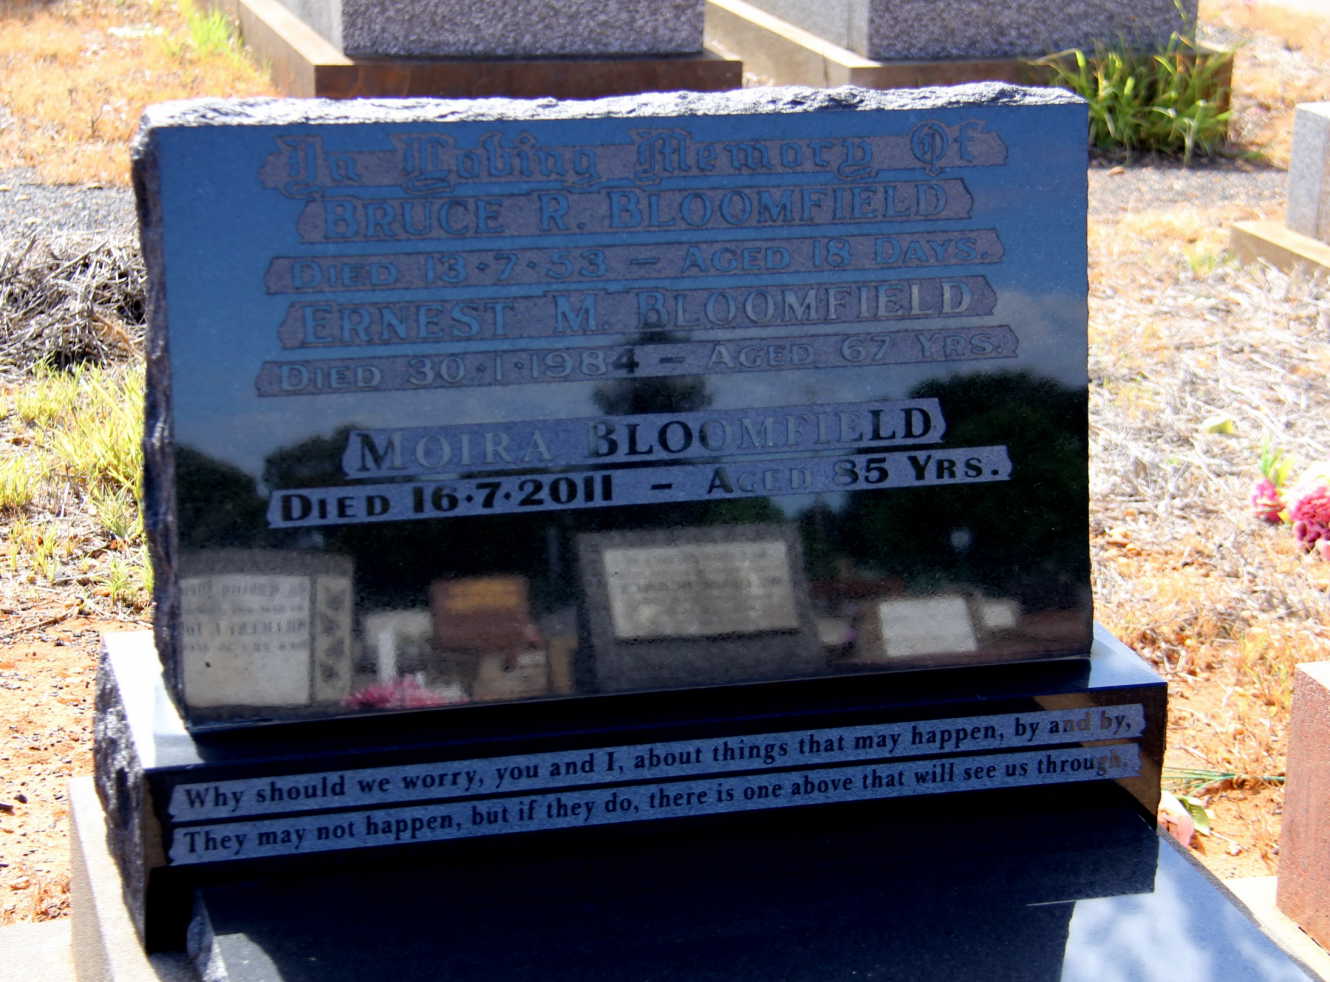 In Loving Memory Of
BRUCE R. BLOOMFIELD
DIED 13·7·53 – AGED 18 DAYS.
ERNEST M. BLOOMFIELD
DIED 30·1·1984 – AGED 67 YRS.
MOIRA BLOOMFIELD
DIED 16·7·2011 – AGED 85 YRS.
Why should we worry, you and I, about things that may happen, by and by,
They may not happen, but if they do, there is one above that will see us through.